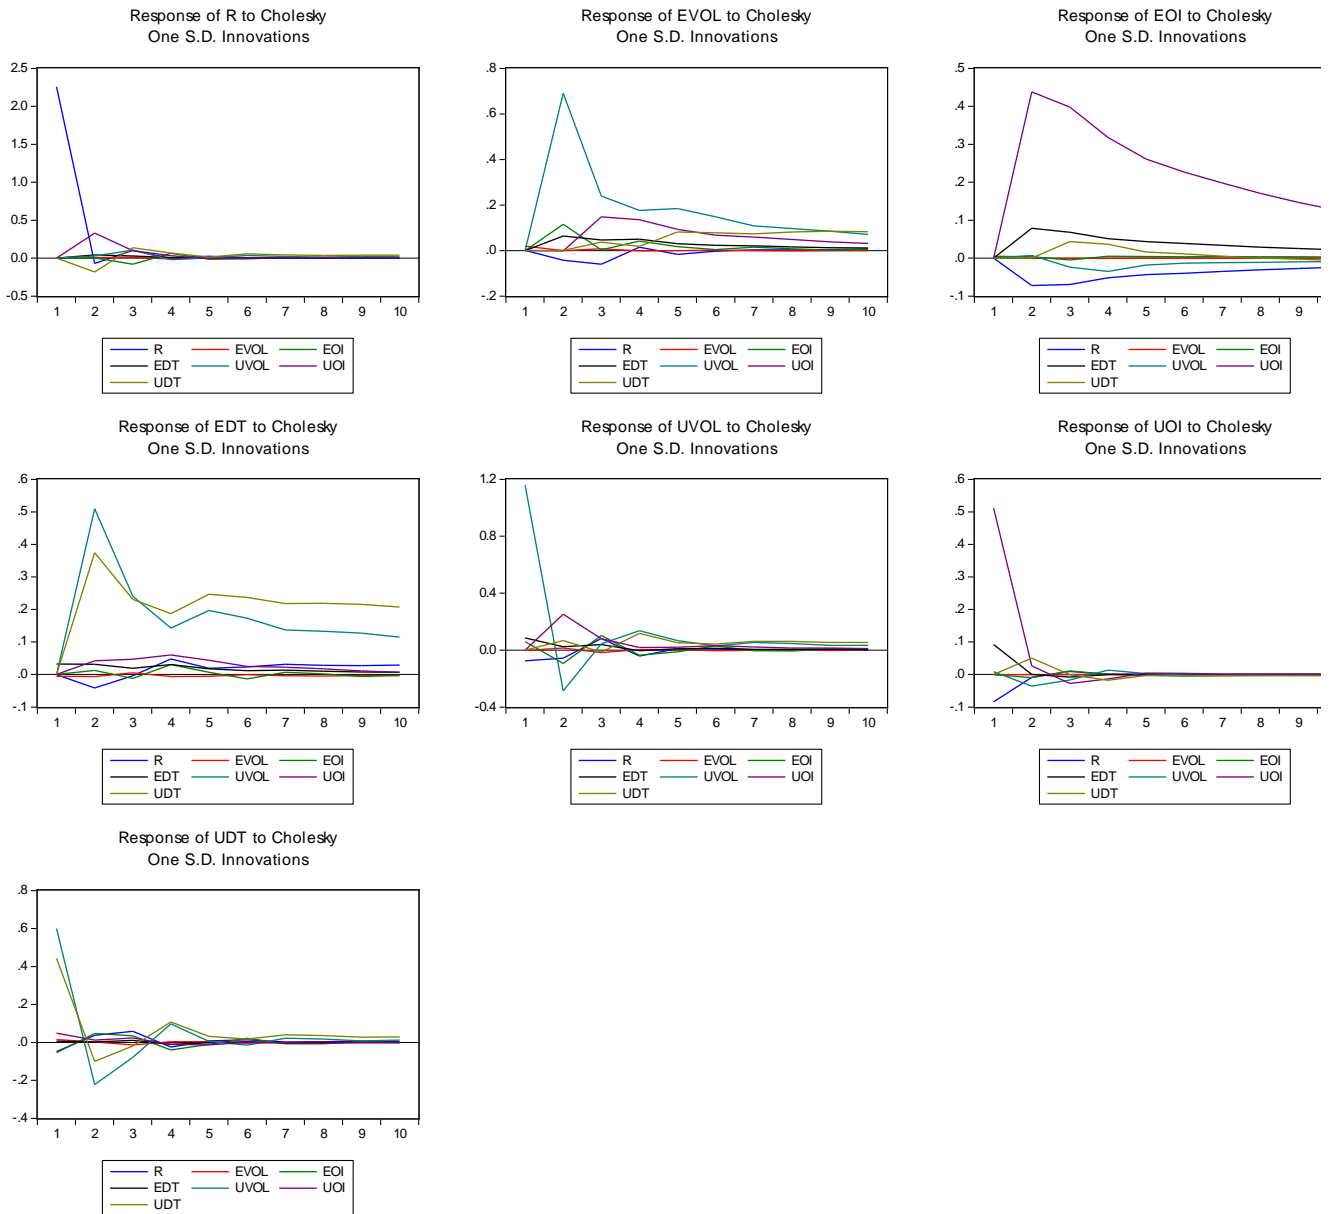 Response of R to Cholesky
One S.D. Innovations
2.5
2.0
1.5
1.0
0.5
0.0
-0.5
1 2 3 4 5 6 7 8 9 10
R EVOL EOI
EDT UVOL UOI
UDT
Response of EVOL to Cholesky
One S.D. Innovations
.8
.6
.4
.2
.0
-.2
1 2 3 4 5 6 7 8 9 10
R EVOL EOI
EDT UVOL UOI
UDT
Response of EOI to Cholesky
One S.D. Innovations
.5
.4
.3
.2
.1
.0
-.1
1 2 3 4 5 6 7 8 9
R EVOL EOI
EDT UVOL UOI
UDT
Response of EDT to Cholesky
One S.D. Innovations
.6
.5
.4
.3
.2
.1
.0
-.1
1 2 3 4 5 6 7 8 9 10
R EVOL EOI
EDT UVOL UOI
UDT
Response of UVOL to Cholesky
One S.D. Innovations
1.2
0.8
0.4
0.0
-0.4
1 2 3 4 5 6 7 8 9 10
R EVOL EOI
EDT UVOL UOI
UDT
Response of UOI to Cholesky
One S.D. Innovations
.6
.5
.4
.3
.2
.1
.0
-.1
1 2 3 4 5 6 7 8 9
R EVOL EOI
EDT UVOL UOI
UDT
Response of UDT to Cholesky
One S.D. Innovations
.8
.6
.4
.2
.0
-.2
-.4
1 2 3 4 5 6 7 8 9 10
R EVOL EOI
EDT UVOL UOI
UDT